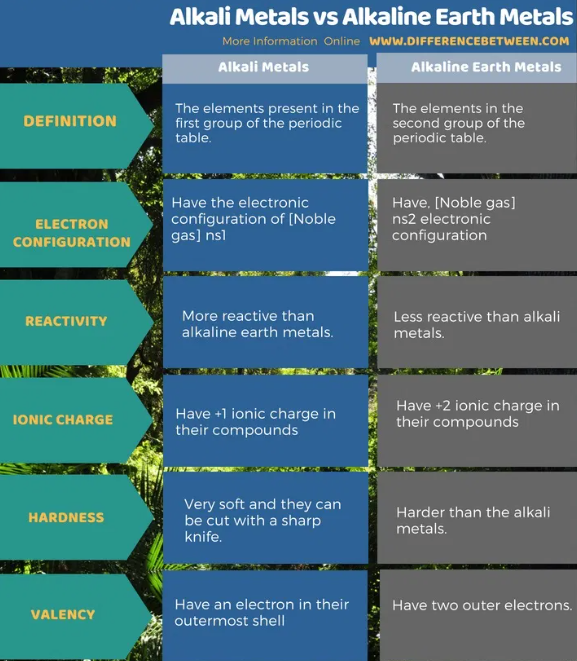 Alkali Metals vs Alkaline Earth Metals
More Information Online WWW.DIFFERENCEBETWEEN.COM
Alkali Metals
Alkaline Earth Metals
DEFINITION
The elements present in the
first group of the periodic
table.
The elements in the
second group of the
periodic table.
ELECTRON
CONFIGURATION
Have the electronic
configuration of [Noble
gas] ns1
Have, [Noble gas]
ns2 electronic
configuration
REACTIVITY
More reactive than
alkaline earth metals.
Less reactive than alkali
metals.
IONIC CHARGE
Have +1 ionic charge in
their compounds
Have +2 ionic charge in
their compounds
HARDNESS
Very soft and they can
be cut with a sharp
knife.
Harder than the alkali
metals.
VALENCY
Have an electron in their
outermost shell
Have two outer electrons.